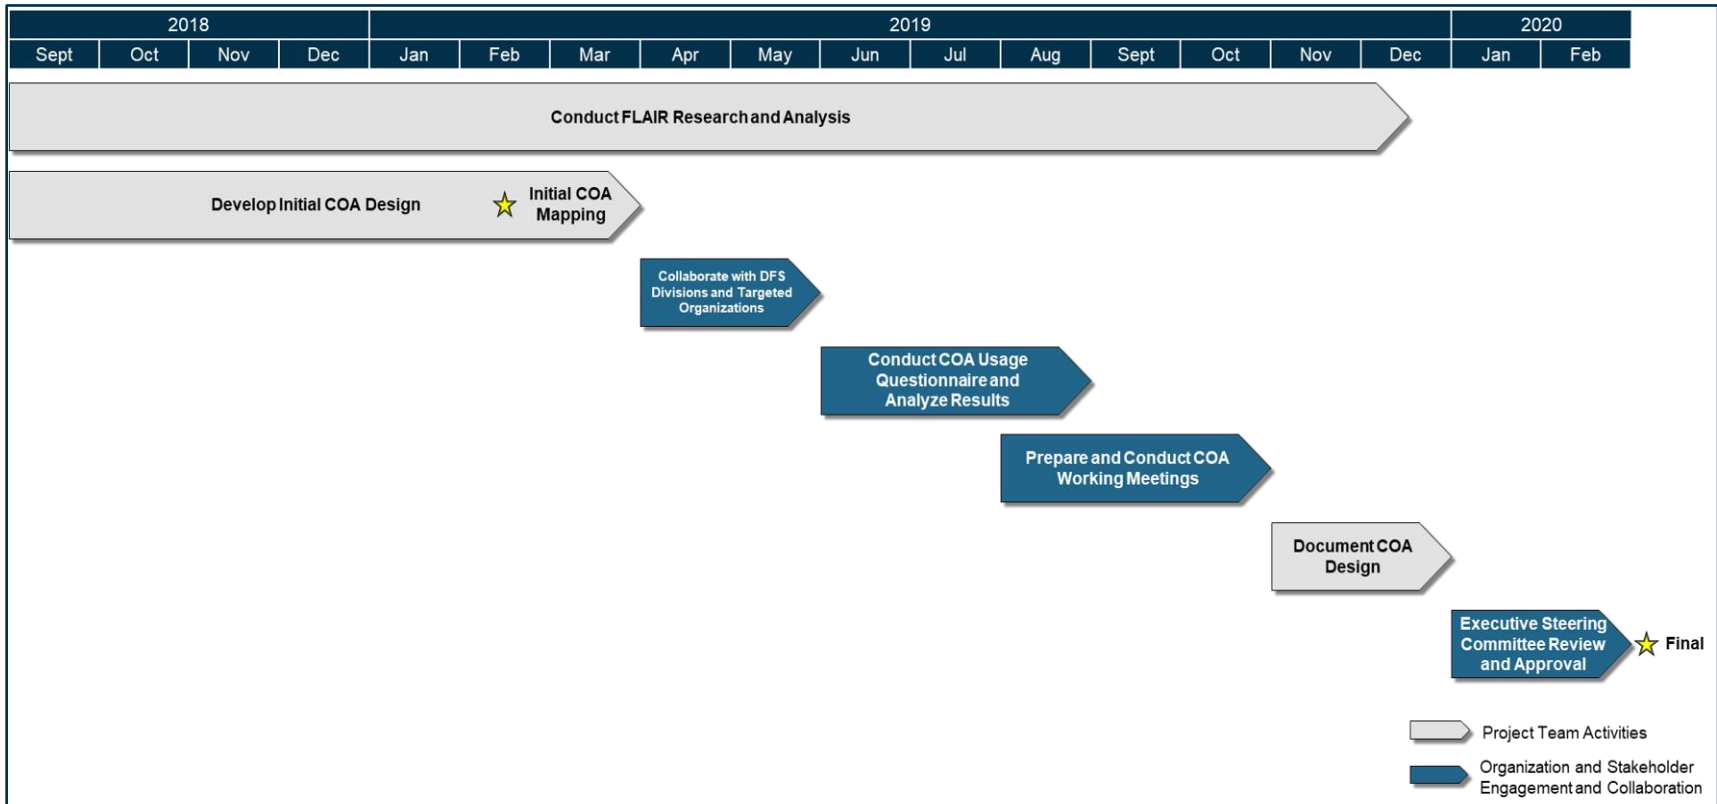 2018 2019 2020
Sept Oct Nov Dec Jan Feb Mar Apr May Jun Jul Aug Sept Oct Nov Dec Jan Feb
Conduct FLAIR Research and Analysis
Develop Initial COA Design
Initial COA
Mapping
Collaborate with DFS
Divisions and Targeted
Organizations
Conduct COA Usage
Questionnaire and
Analyze Results
Prepare and Conduct COA
Working Meetings
Document COA
Design
Executive Steering
Committee Review
and Approval
Final
Project Team Activities
Organization and Stakeholder
Engagement and Collaboration